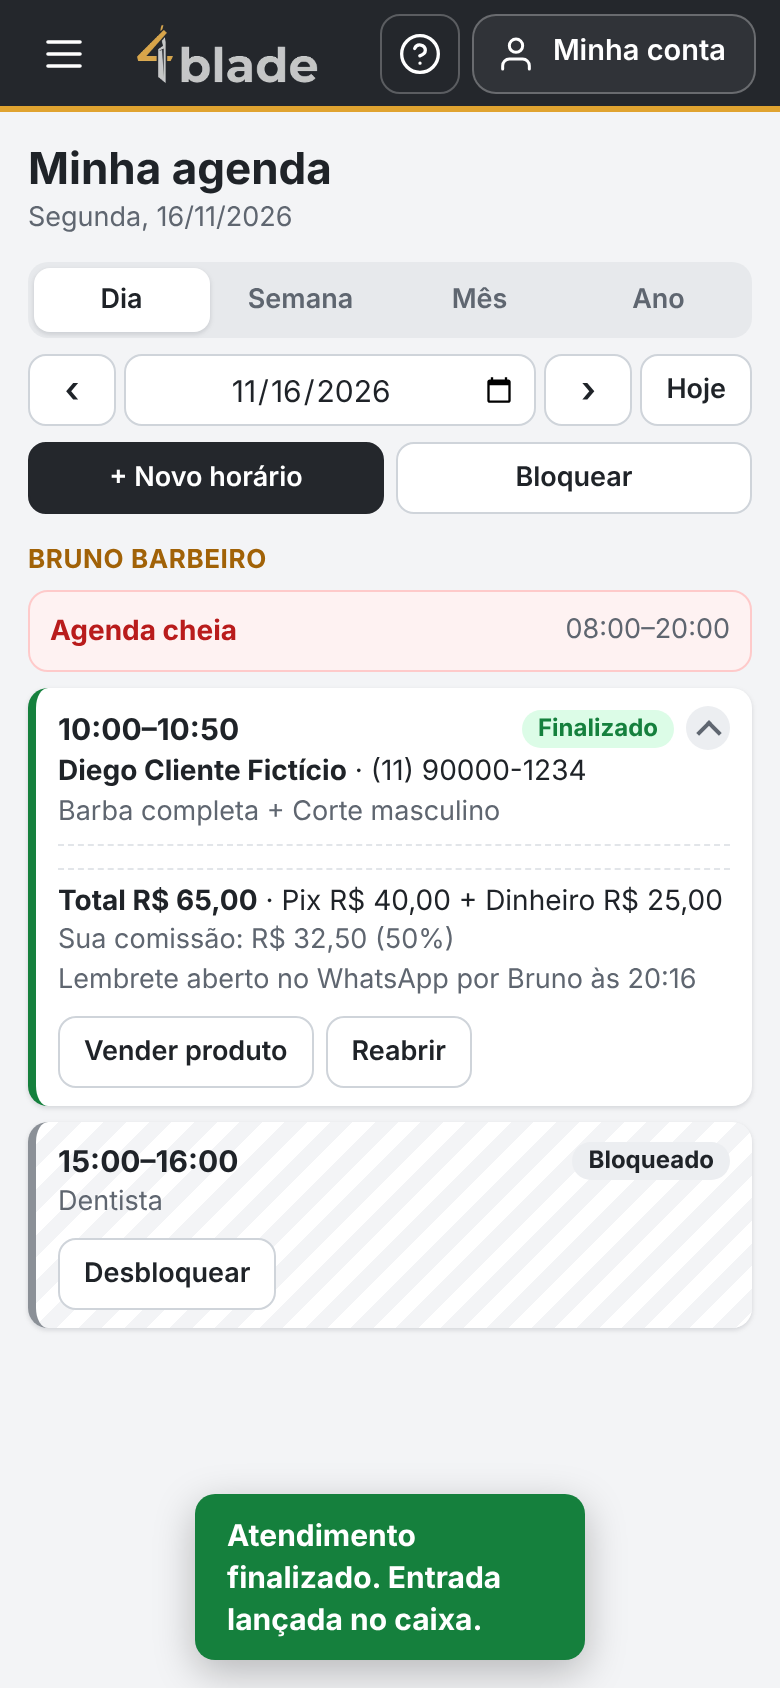 4blade
Minha conta
Minha agenda
Segunda, 16/11/2026
Dia Semana Mês Ano
‹ 11/16/2026 › Hoje
+ Novo horário Bloquear
BRUNO BARBEIRO
Agenda cheia 08:00–20:00
10:00–10:50 Finalizado
Diego Cliente Fictício · (11) 90000-1234
Barba completa + Corte masculino
Total R$ 65,00 · Pix R$ 40,00 + Dinheiro R$ 25,00
Sua comissão: R$ 32,50 (50%)
Lembrete aberto no WhatsApp por Bruno às 20:16
Vender produto Reabrir
15:00–16:00 Bloqueado
Dentista
Desbloquear
Atendimento
finalizado. Entrada
lançada no caixa.